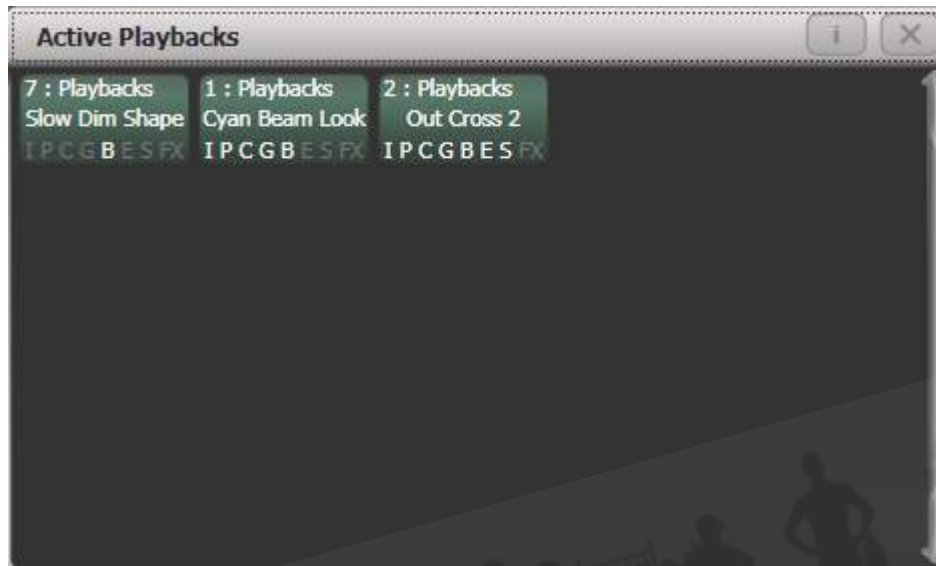 Active Playbacks
i
7 : Playbacks
Slow Dim Shape
I P C G B E S FX
1 : Playbacks
Cyan Beam Look
I P C G B E S FX
2 : Playbacks
Out Cross 2
I P C G B E S FX